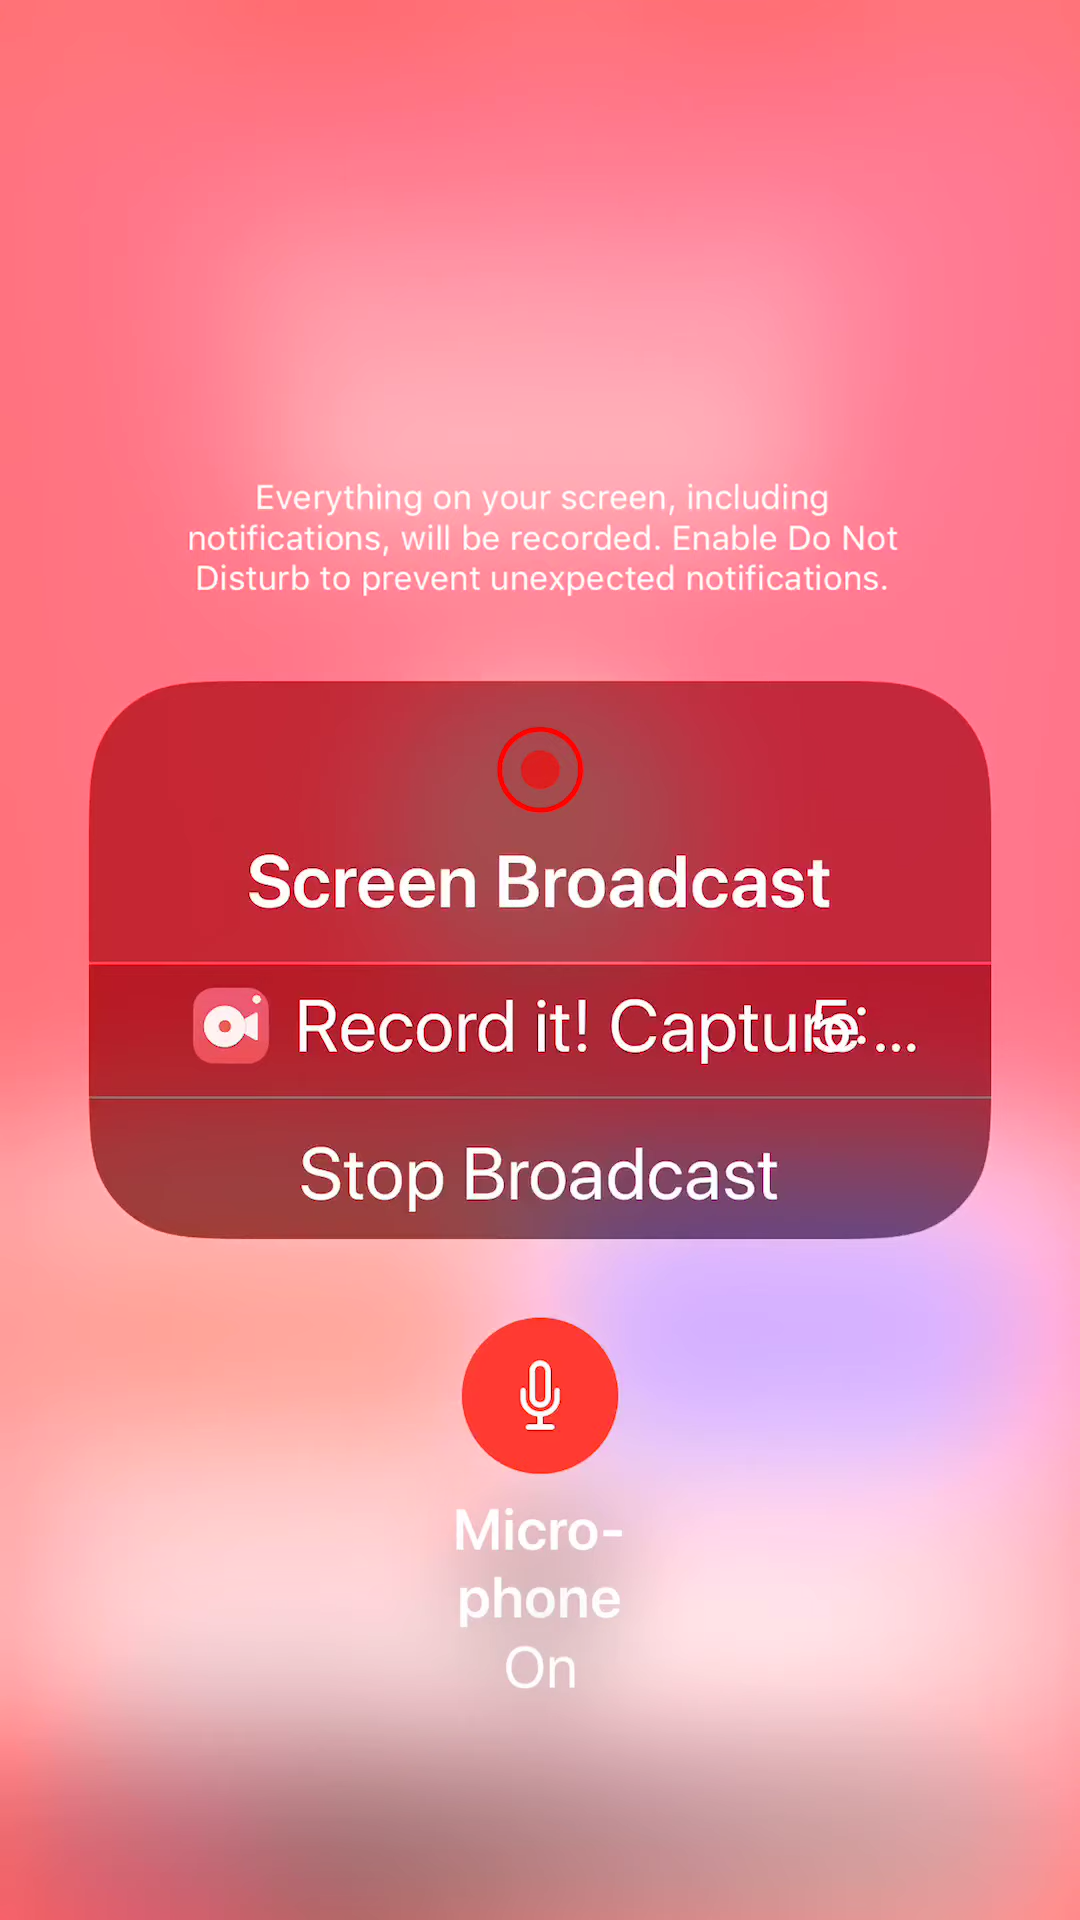 Everything on your screen, including
notifications, will be recorded. Enable Do Not
Disturb to prevent unexpected notifications.
Screen Broadcast
Record it! Capture ...
Stop Broadcast
Micro-
phone
On